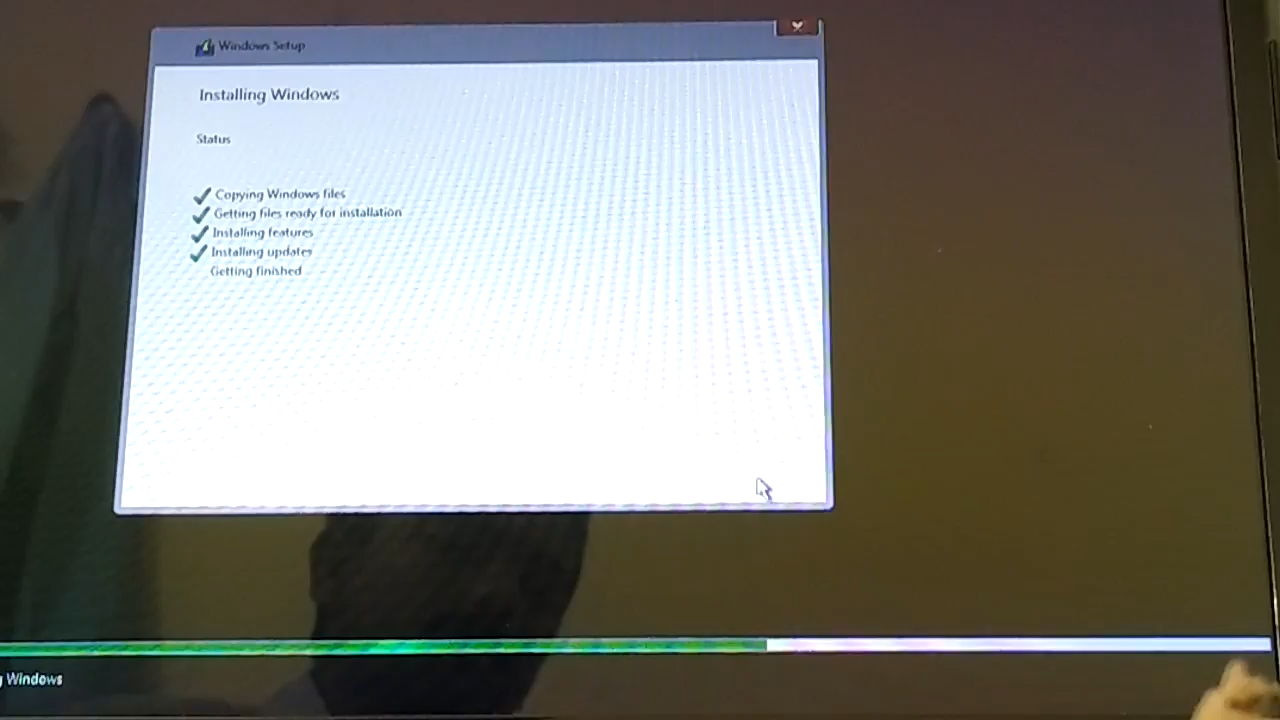 Windows Setup
Installing Windows
Status
Copying Windows files
Getting files ready for installation
Installing features
Installing updates
Getting finished
g Windows